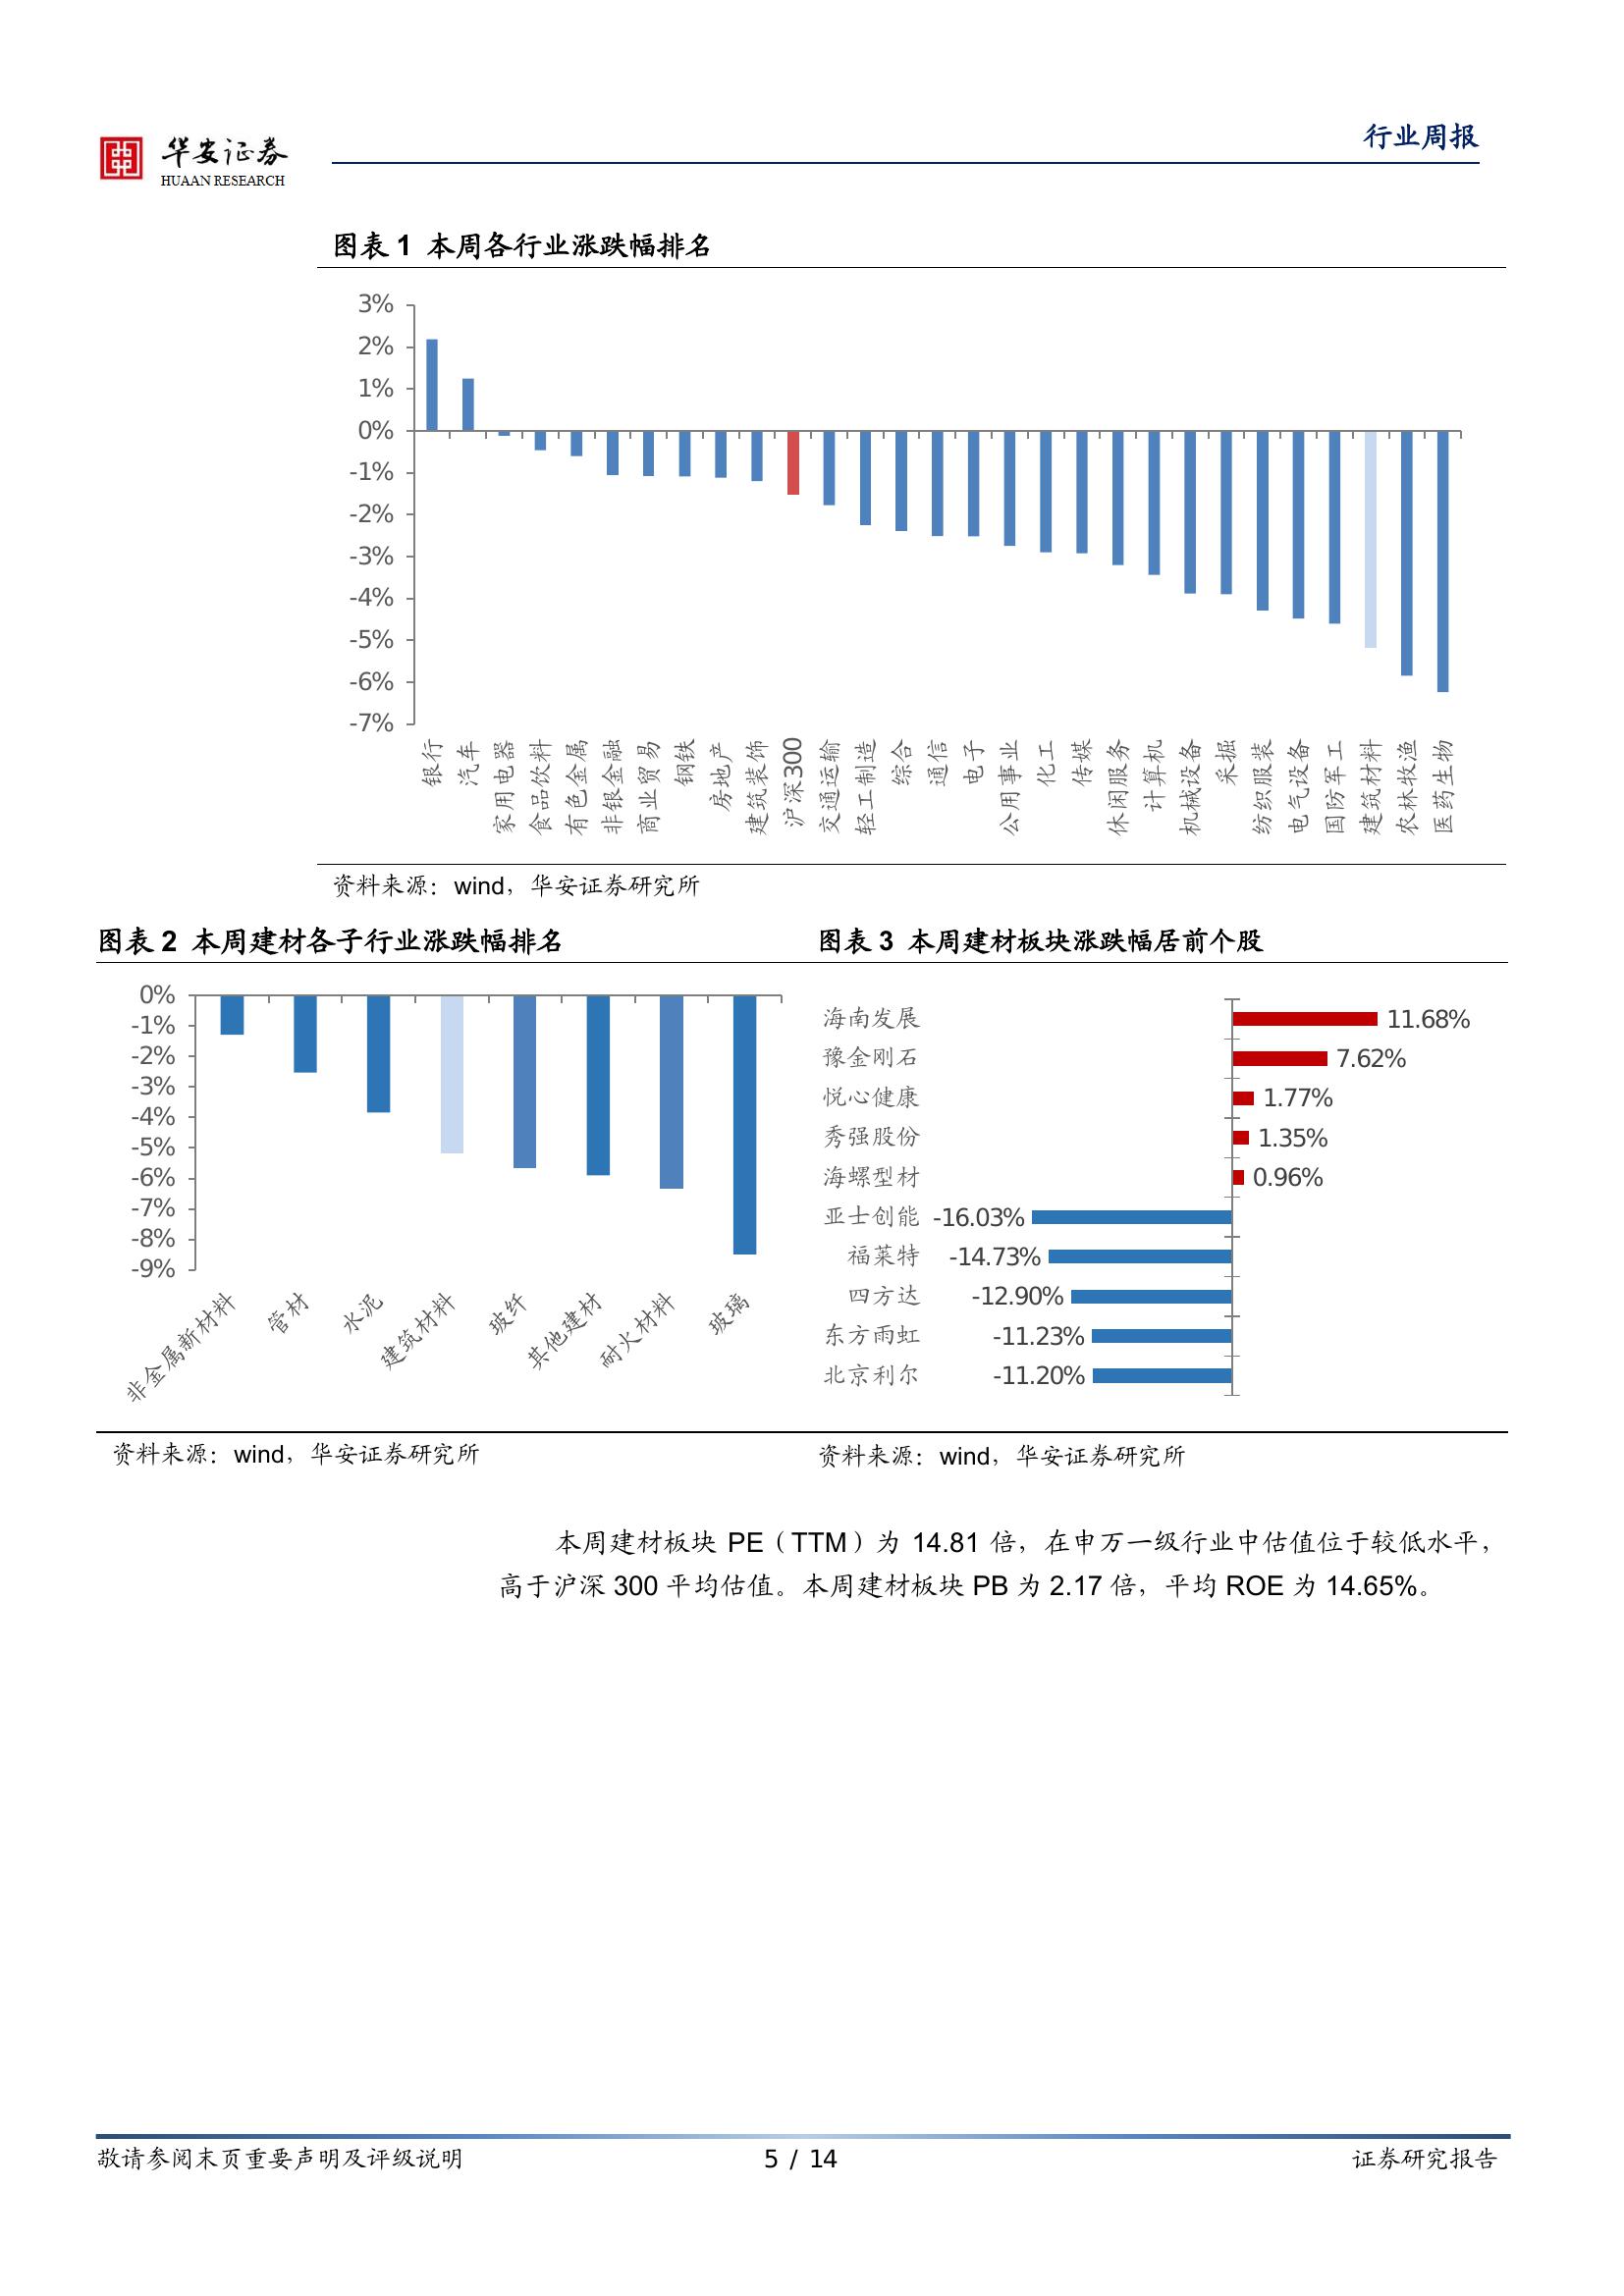 华安证券
HUAAN RESEARCH
行业周报
图表 1 本周各行业涨跌幅排名
3%
2%
1%
0%
-1%
-2%
-3%
-4%
-5%
-6%
-7%
银行
汽车
家用电器
食品饮料
有色金属
非银金融
商业贸易
钢铁
房地产
建筑装饰
沪深300
交通运输
轻工制造
综合
通信
电子
公用事业
化工
传媒
休闲服务
计算机
机械设备
采掘
纺织服装
电气设备
国防军工
建筑材料
农林牧渔
医药生物
资料来源：wind，华安证券研究所
图表 2 本周建材各子行业涨跌幅排名
0%
-1%
-2%
-3%
-4%
-5%
-6%
-7%
-8%
-9%
非金属新材料
管材
水泥
建筑材料
玻纤
其他建材
耐火材料
玻璃
资料来源：wind，华安证券研究所
图表 3 本周建材板块涨跌幅居前个股
海南发展 11.68%
豫金刚石 7.62%
悦心健康 1.77%
秀强股份 1.35%
海螺型材 0.96%
亚士创能 -16.03%
福莱特 -14.73%
四方达 -12.90%
东方雨虹 -11.23%
北京利尔 -11.20%
资料来源：wind，华安证券研究所
本周建材板块 PE（TTM）为 14.81 倍，在申万一级行业中估值位于较低水平，
高于沪深 300 平均估值。本周建材板块 PB 为 2.17 倍，平均 ROE 为 14.65%。
敬请参阅末页重要声明及评级说明
5 / 14
证券研究报告